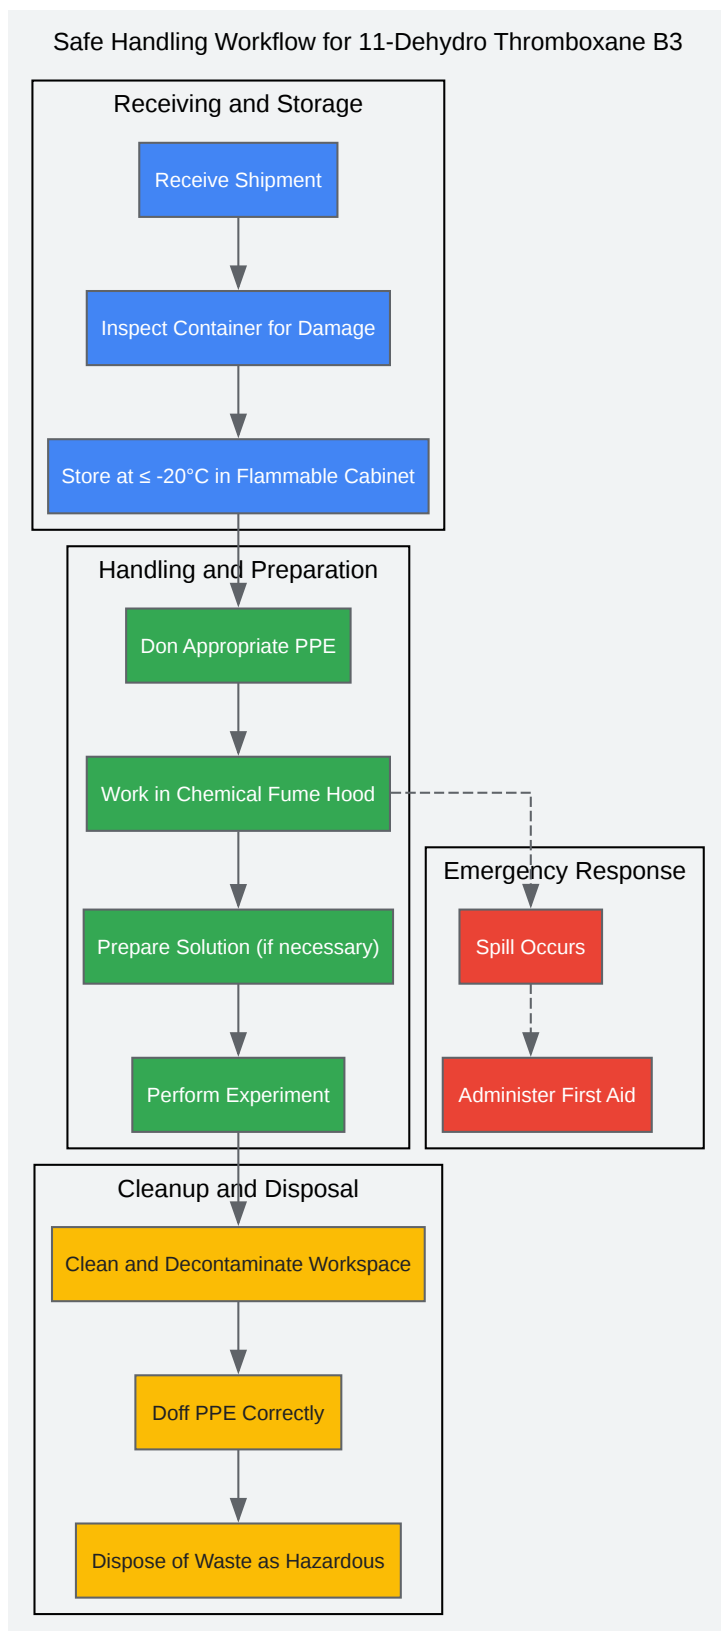 Safe Handling Workflow for 11-Dehydro Thromboxane B3
Receiving and Storage
Receive Shipment
Inspect Container for Damage
Store at ≤ -20°C in Flammable Cabinet
Handling and Preparation
Don Appropriate PPE
Work in Chemical Fume Hood
Prepare Solution (if necessary)
Perform Experiment
Emergency Response
Spill Occurs
Administer First Aid
Cleanup and Disposal
Clean and Decontaminate Workspace
Doff PPE Correctly
Dispose of Waste as Hazardous